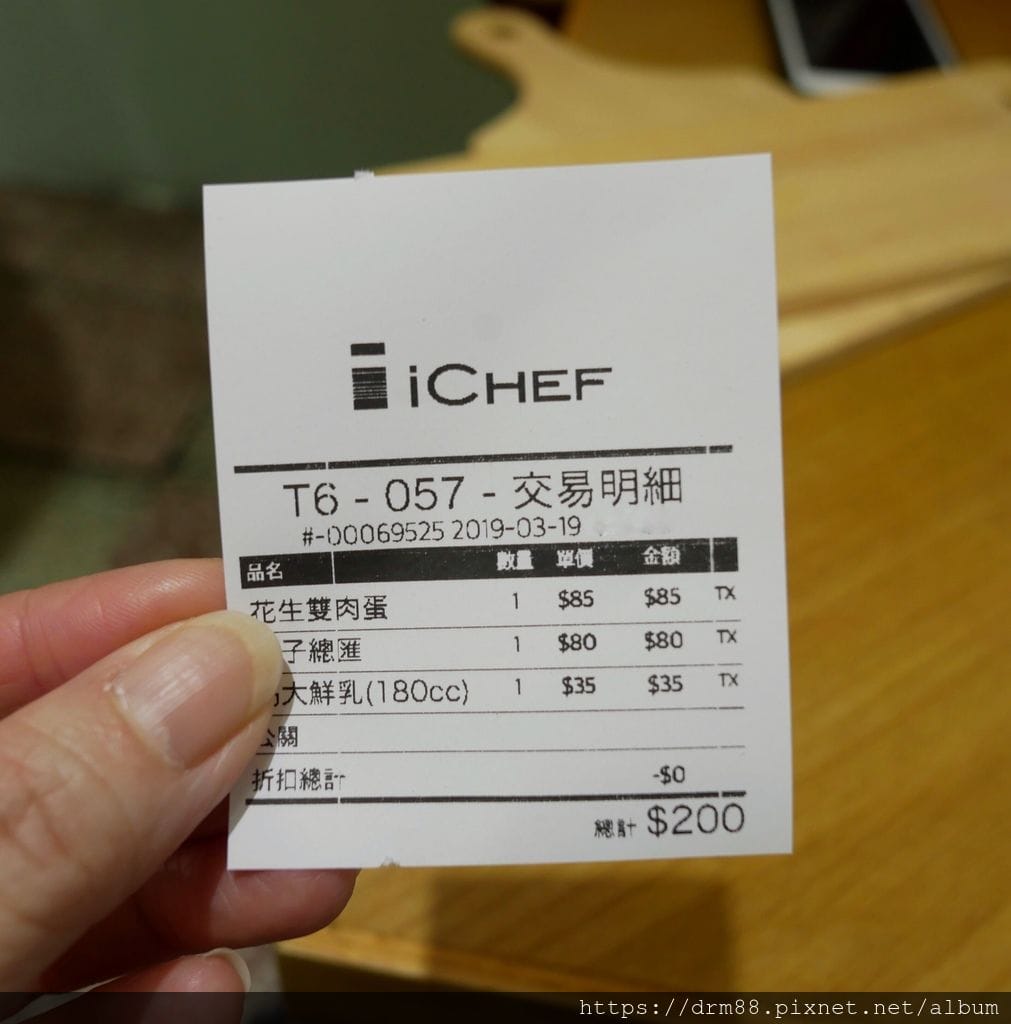 iCHEF
T6 - 057 - 交易明細
#-00069525 2019-03-19
品名 數量 單價 金額
花生雙肉蛋 1 $85 $85 TX
子總匯 1 $80 $80 TX
大鮮乳(180cc) 1 $35 $35 TX
公關
折扣總計 -$0
總計 $200
https://drm88.pixnet.net/album